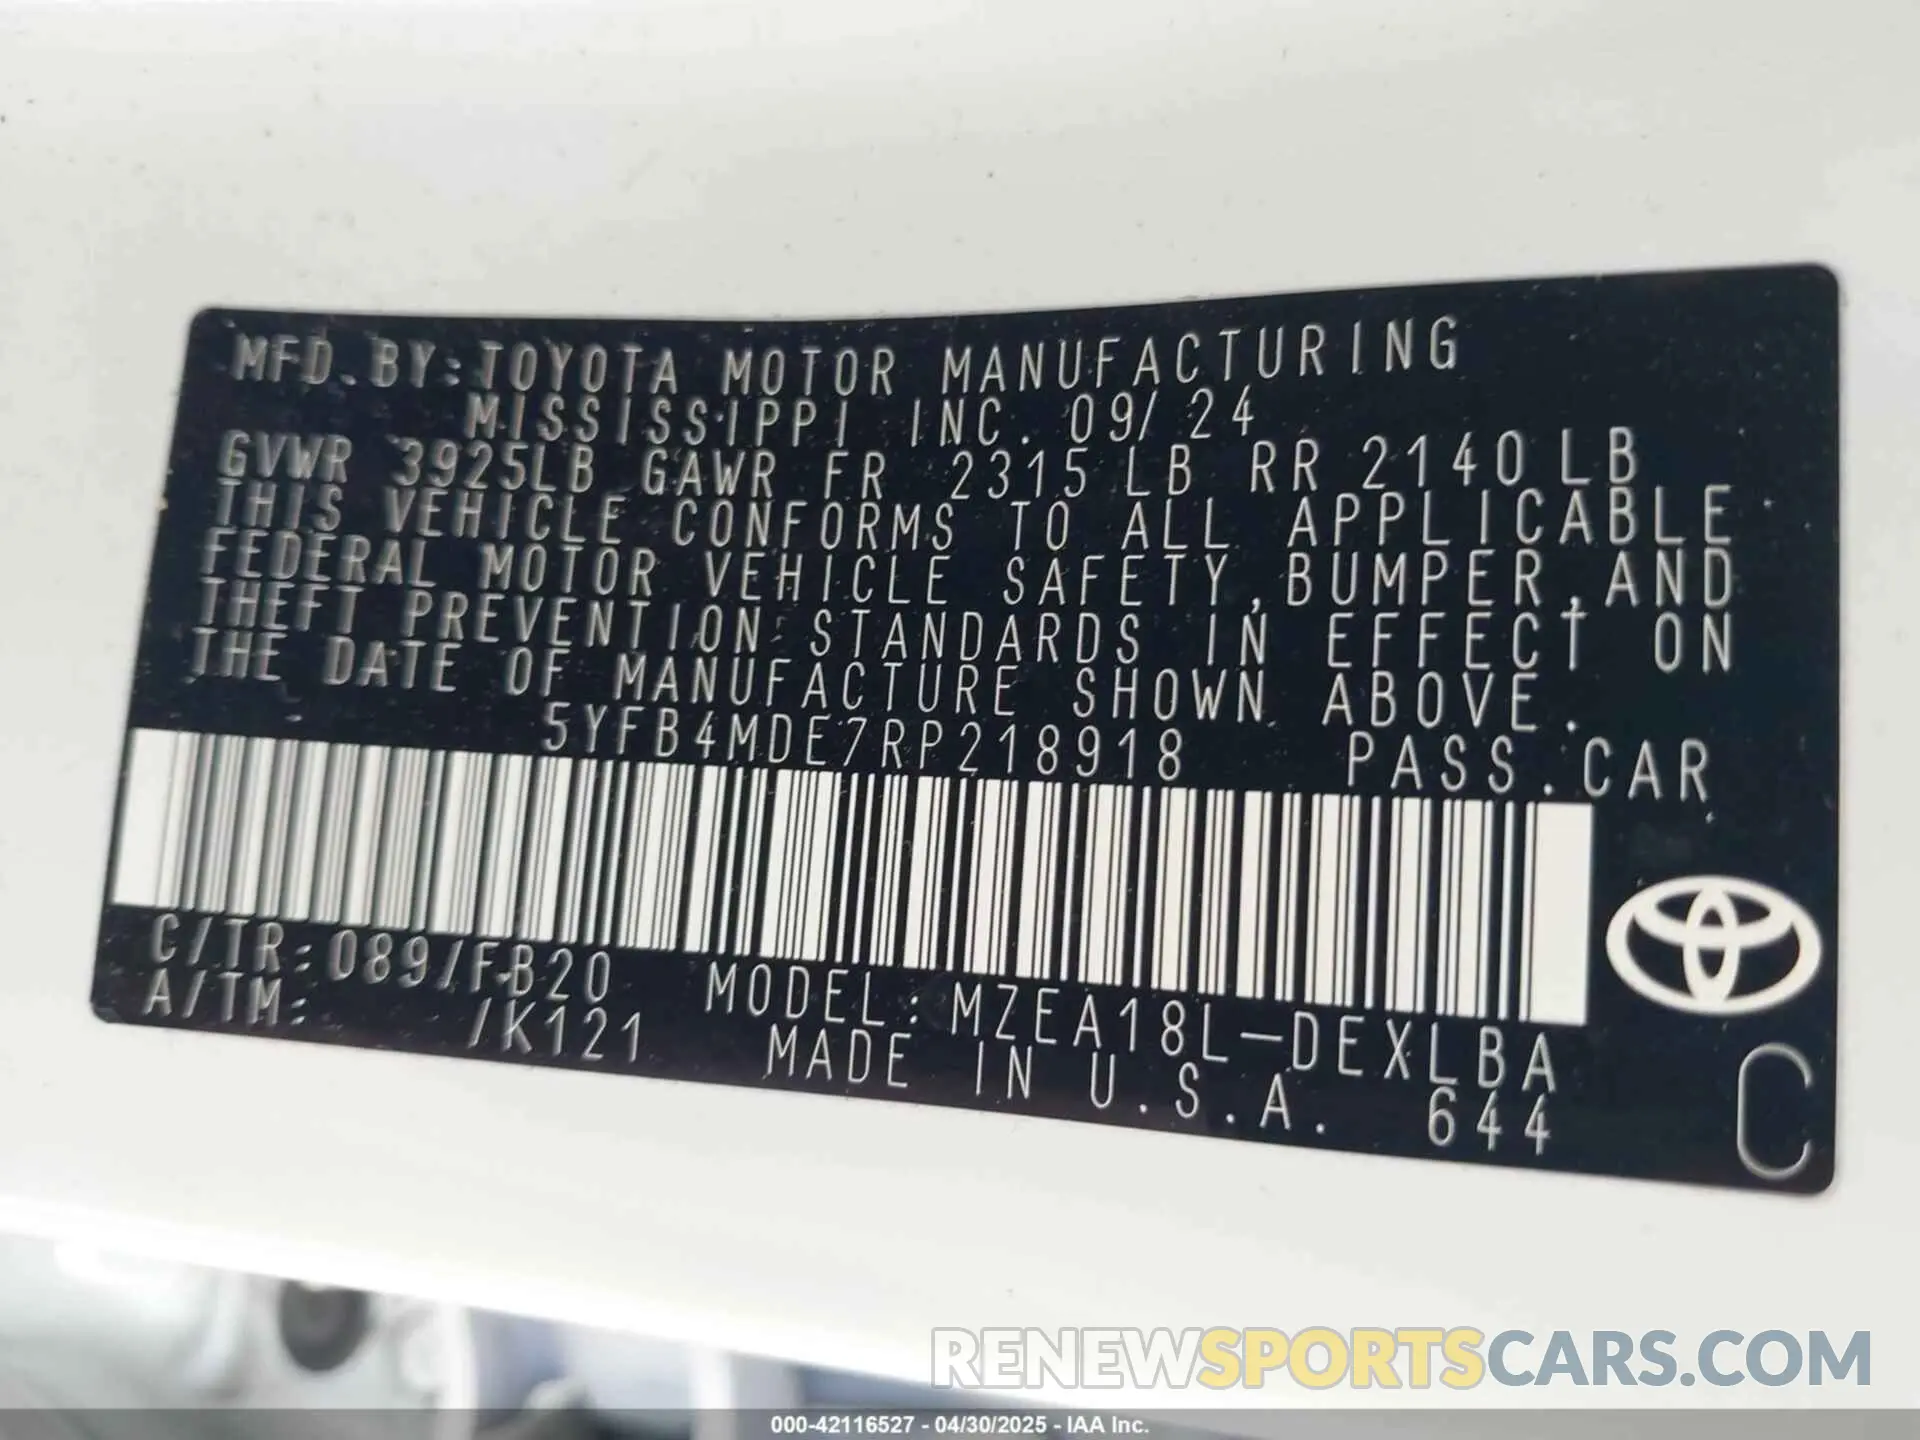 MFD.BY:TOYOTA MOTOR MANUFACTURING
MISSISSIPPI INC. 09/24
GVWR 3925LB GAWR FR 2315LB RR 2140LB
THIS VEHICLE CONFORMS TO ALL APPLICABLE
FEDERAL MOTOR VEHICLE SAFETY,BUMPER,AND
THEFT PREVENTION STANDARDS IN EFFECT ON
THE DATE OF MANUFACTURE SHOWN ABOVE.
5YFB4MDE7RP218918 PASS.CAR
C/TR:089/FB20 MODEL:MZEA18L-DEXLBA
A/TM: /K121 MADE IN U.S.A. 644
C
RENEWSPORTSCARS.COM
000-42116527 - 04/30/2025 - IAA Inc.